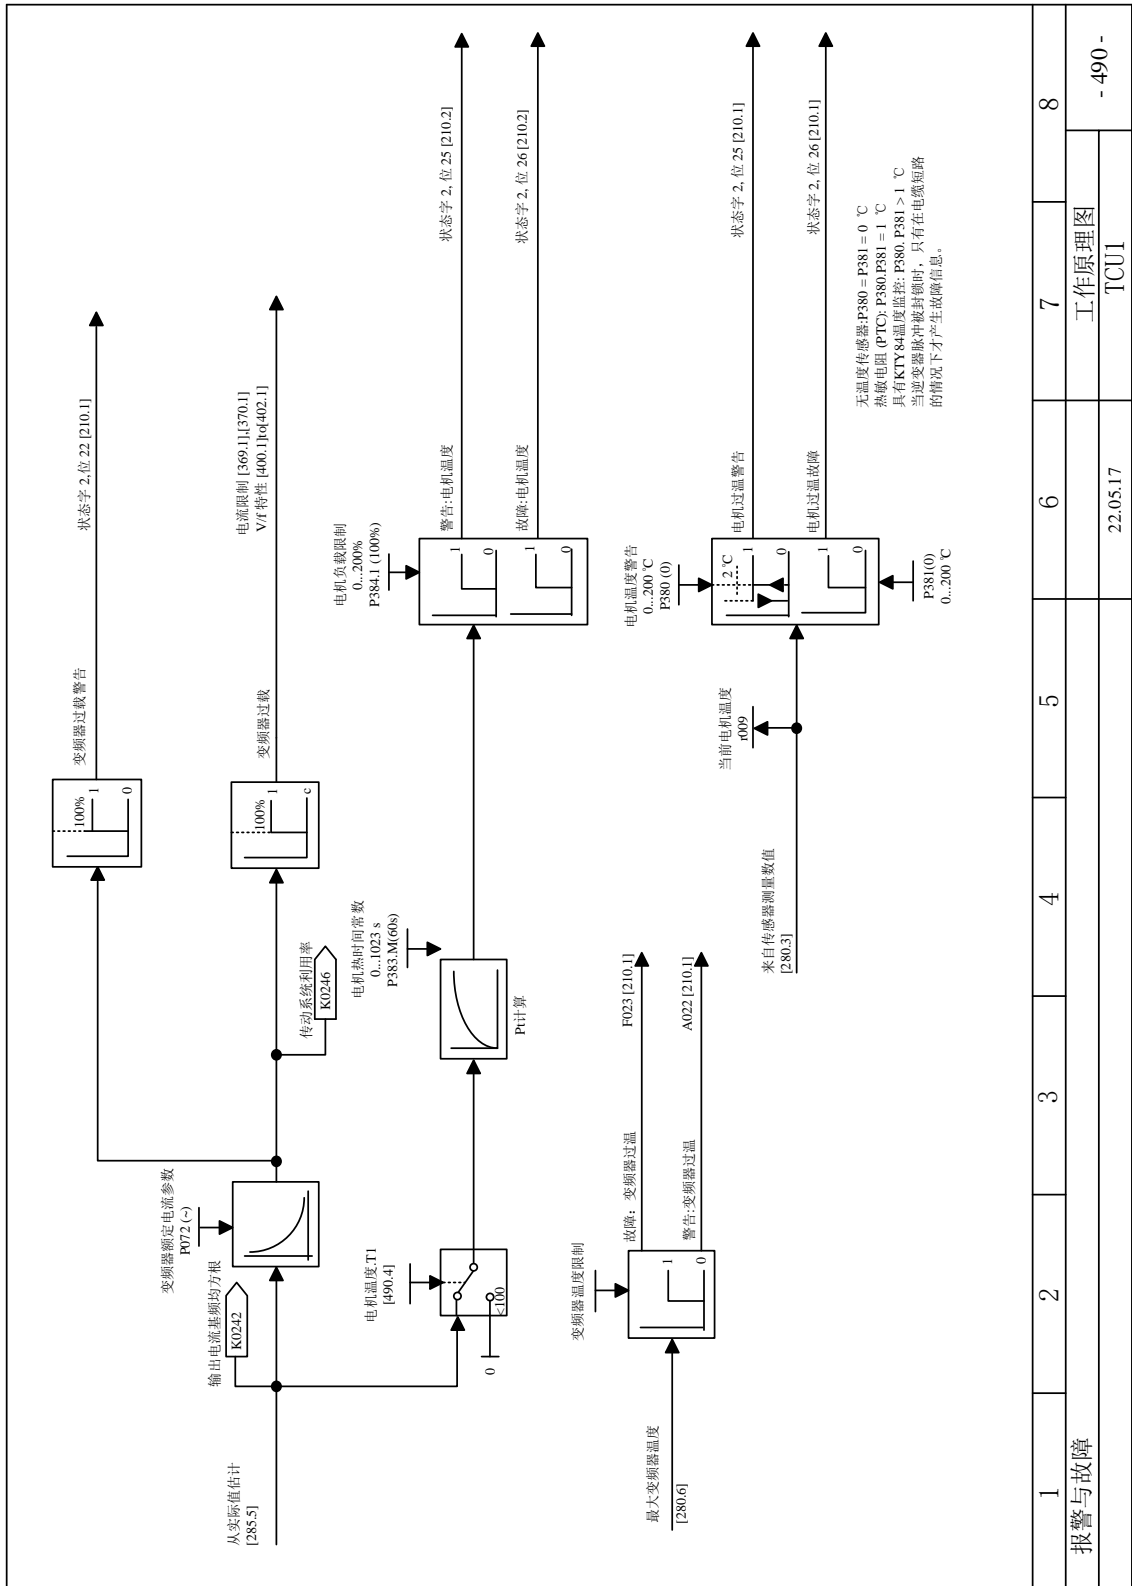 变频器过载警告
状态字 2,位 22 [210.1]
100%
1
0
变频器额定电流参数
P072 (~)
输出电流基频均方根
K0242
从实际值估计
[285.5]
传动系统利用率
K0246
100%
1
c
变频器过载
电流限制 [369.1],[370.1]
V/f 特性 [400.1]to[402.1]
电机温度.T1
[490.4]
<100
0
电机热时间常数
0...1023 s
P383.M(60s)
Pt计算
电机负载限制
0...200%
P384.1 (100%)
1
0
1
0
警告:电机温度
状态字 2, 位 25 [210.2]
故障:电机温度
状态字 2, 位 26 [210.2]
变频器温度限制
最大变频器温度
[280.6]
1
0
故障：变频器过温
F023 [210.1]
警告:变频器过温
A022 [210.1]
来自传感器测量数值
[280.3]
当前电机温度
r009
电机温度警告
0...200 ℃
P380 (0)
2 ℃
1
0
1
0
P381(0)
0...200 ℃
电机过温警告
状态字 2, 位 25 [210.1]
电机过温故障
状态字 2, 位 26 [210.1]
无温度传感器:P380 = P381 = 0 ℃
热敏电阻 (PTC): P380.P381 = 1 ℃
具有KTY84温度监控: P380. P381 > 1 ℃
当逆变器脉冲被封锁时，只有在电缆短路
的情况下才产生故障信息。
1
2
3
4
5
6
7
8
报警与故障
22.05.17
工作原理图
TCU1
- 490 -